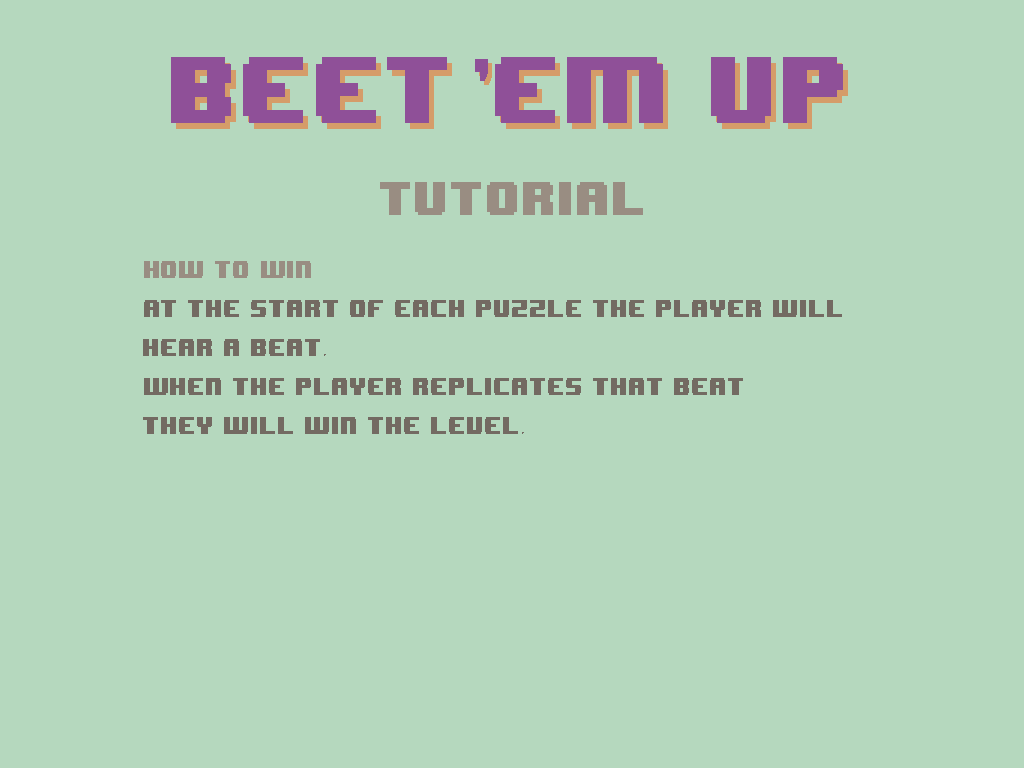 BEET 'EM UP
TUTORIAL
HOW TO WIN
AT THE START OF EACH PUZZLE THE PLAYER WILL
HEAR A BEAT.
WHEN THE PLAYER REPLICATES THAT BEAT
THEY WILL WIN THE LEVEL.